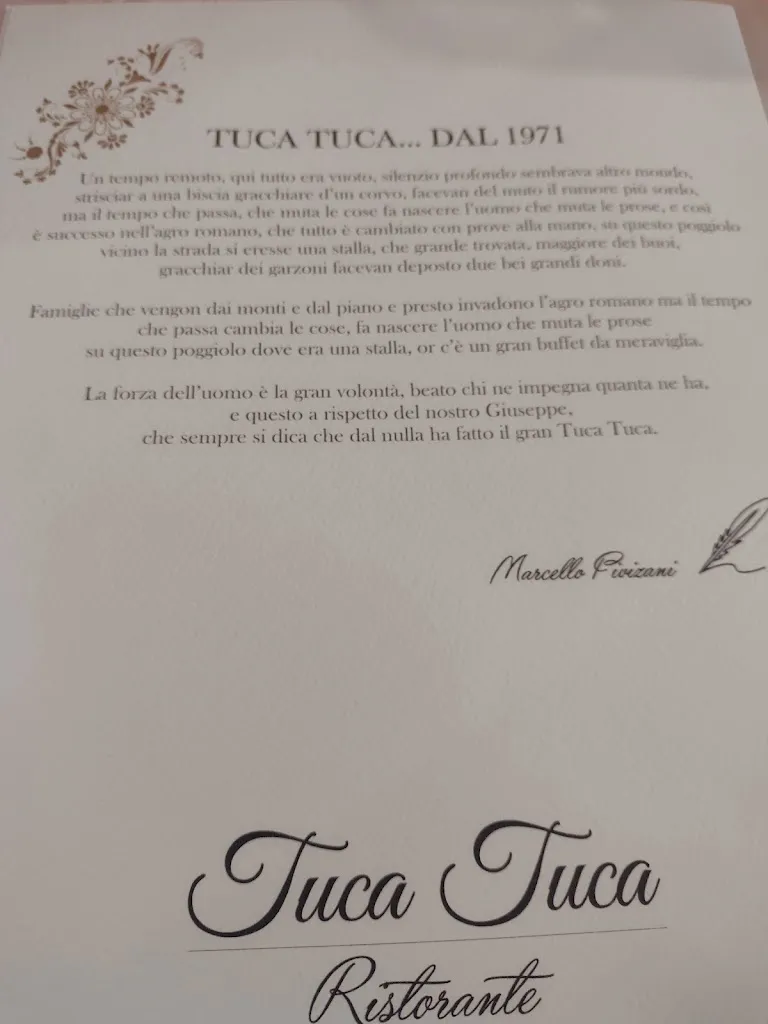 TUCA TUCA... DAL 1971
Un tempo remoto, qui tutto era vuoto, silenzio profondo sembrava altro mondo,
strisciar a una biscia gracchiare d'un corvo, facevan del muto il rumore più sordo,
ma il tempo che passa, che muta le cose fa nascere l'uomo che muta le prose, e così
è successo nell'agro romano, che tutto è cambiato con prove alla mano, su questo poggiolo
vicino la strada si eresse una stalla, che grande trovata, maggiore dei buoi,
gracchiar dei garzoni facevan deposto due bei grandi doni.
Famiglie che vengon dai monti e dal piano e presto invadono l'agro romano ma il tempo
che passa cambia le cose, fa nascere l'uomo che muta le prose
su questo poggiolo dove era una stalla, or c'è un gran buffet da meraviglia.
La forza dell'uomo è la gran volontà, beato chi ne impegna quanta ne ha,
e questo a rispetto del nostro Giuseppe,
che sempre si dica che dal nulla ha fatto il gran Tuca Tuca.
Marcello Pivizani
Tuca Tuca
Ristorante